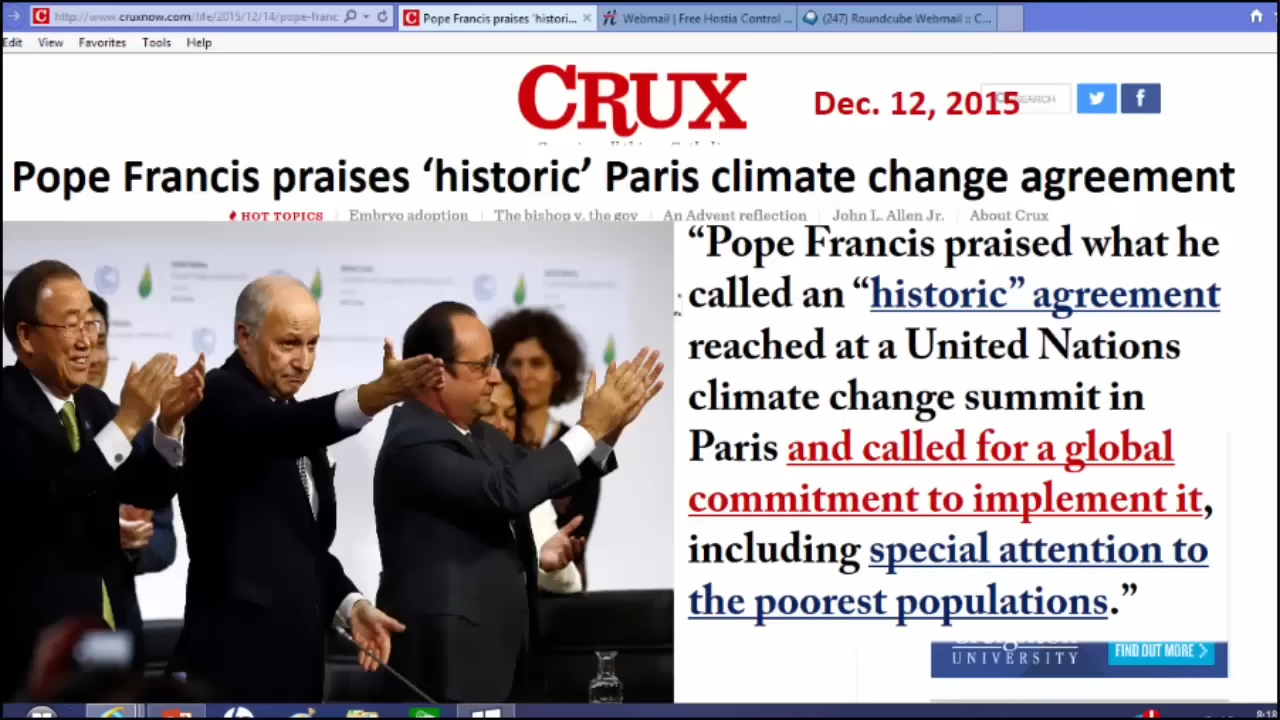 http://www.cruxnow.com/life/2015/12/14/pope-franc
Pope Francis praises 'histori...
Webmail | Free Hostia Control ...
(247) Roundcube Webmail :: C...
Edit View Favorites Tools Help
CRUX
Dec. 12, 2015
SEARCH
Pope Francis praises ‘historic’ Paris climate change agreement
HOT TOPICS | Embryo adoption | The bishop v. the gov | An Advent reflection | John L. Allen Jr. | About Crux
“Pope Francis praised what he
called an “historic” agreement
reached at a United Nations
climate change summit in
Paris and called for a global
commitment to implement it,
including special attention to
the poorest populations.”
UNIVERSITY
FIND OUT MORE >